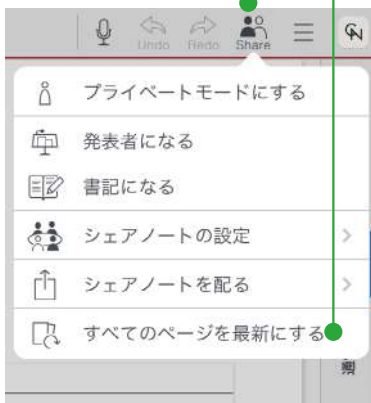 Undo Redo Share
プライベートモードにする
発表者になる
書記になる
シェアノートの設定
シェアノートを配る
すべてのページを最新にする